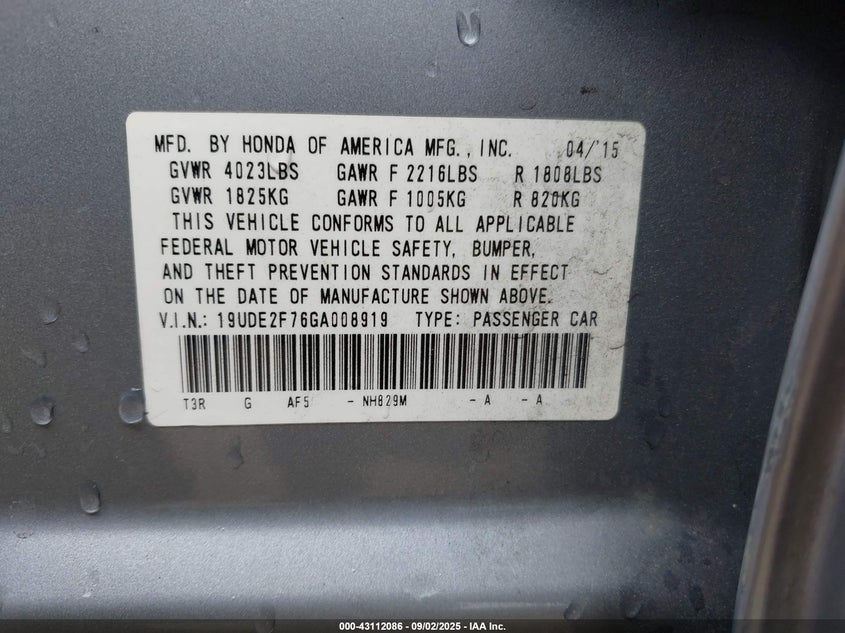 MFD. BY HONDA OF AMERICA MFG., INC. 04/'15
GVWR 4023LBS GAWR F 2216LBS R 1808LBS
GVWR 1825KG GAWR F 1005KG R 820KG
THIS VEHICLE CONFORMS TO ALL APPLICABLE
FEDERAL MOTOR VEHICLE SAFETY, BUMPER,
AND THEFT PREVENTION STANDARDS IN EFFECT
ON THE DATE OF MANUFACTURE SHOWN ABOVE.
V.I.N.: 19UDE2F76GA008919 TYPE: PASSENGER CAR
T3R G AF5 - NH829M - A - A
000-43112086 - 09/02/2025 - IAA Inc.